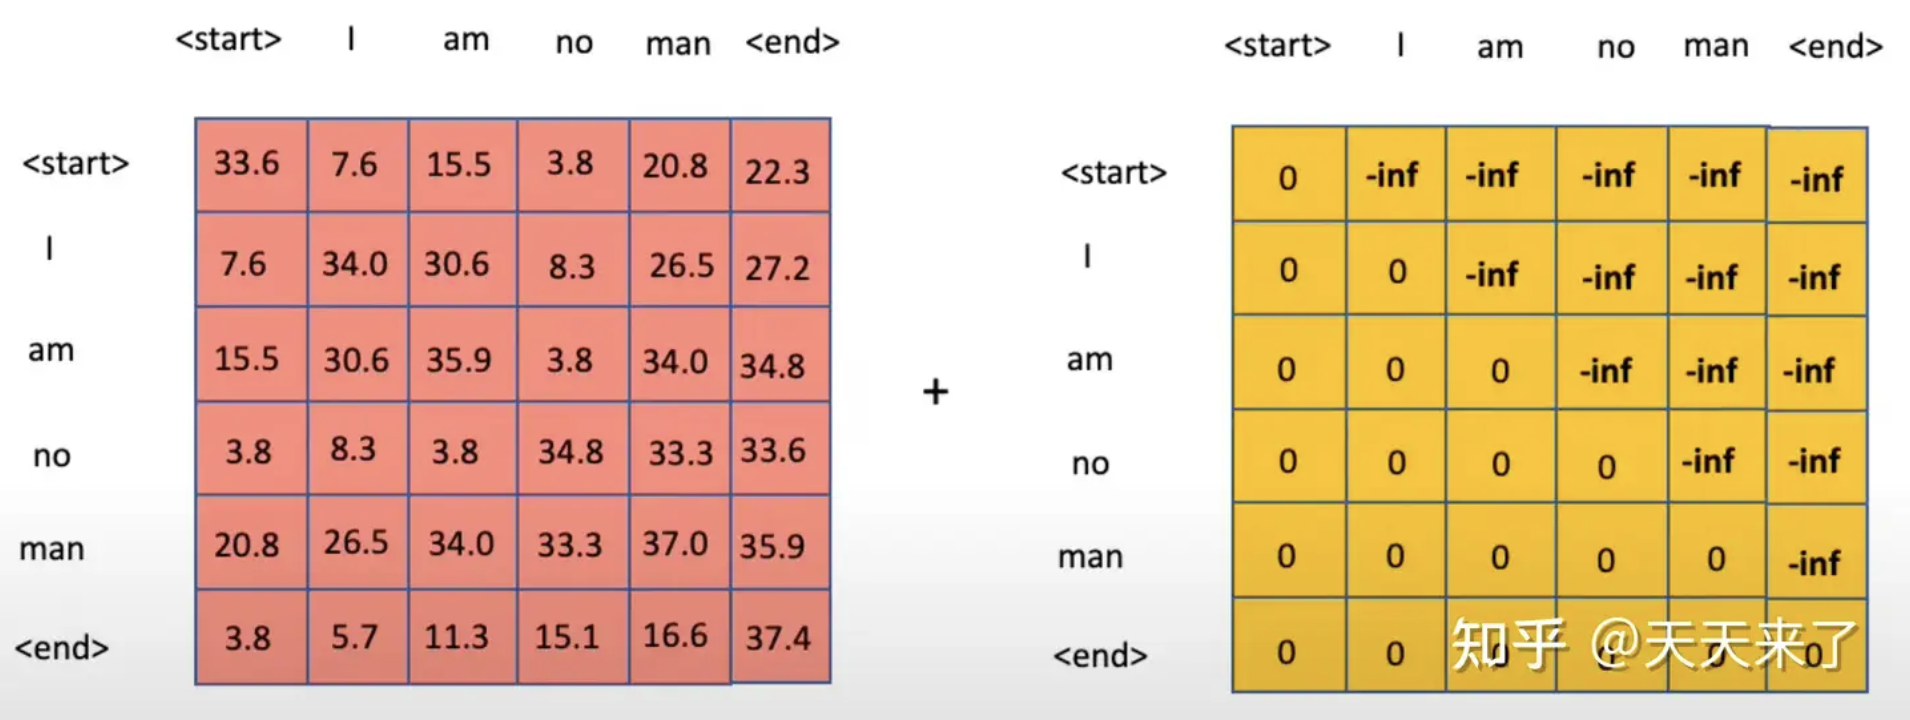 <start> I am no man <end>
<start> 33.6 7.6 15.5 3.8 20.8 22.3
I 7.6 34.0 30.6 8.3 26.5 27.2
am 15.5 30.6 35.9 3.8 34.0 34.8
no 3.8 8.3 3.8 34.8 33.3 33.6
man 20.8 26.5 34.0 33.3 37.0 35.9
<end> 3.8 5.7 11.3 15.1 16.6 37.4
+
<start> I am no man <end>
<start> 0 -inf -inf -inf -inf -inf
I 0 0 -inf -inf -inf -inf
am 0 0 0 -inf -inf -inf
no 0 0 0 0 -inf -inf
man 0 0 0 0 0 -inf
<end> 0 0 0 0 0 0
知乎 @天天来了